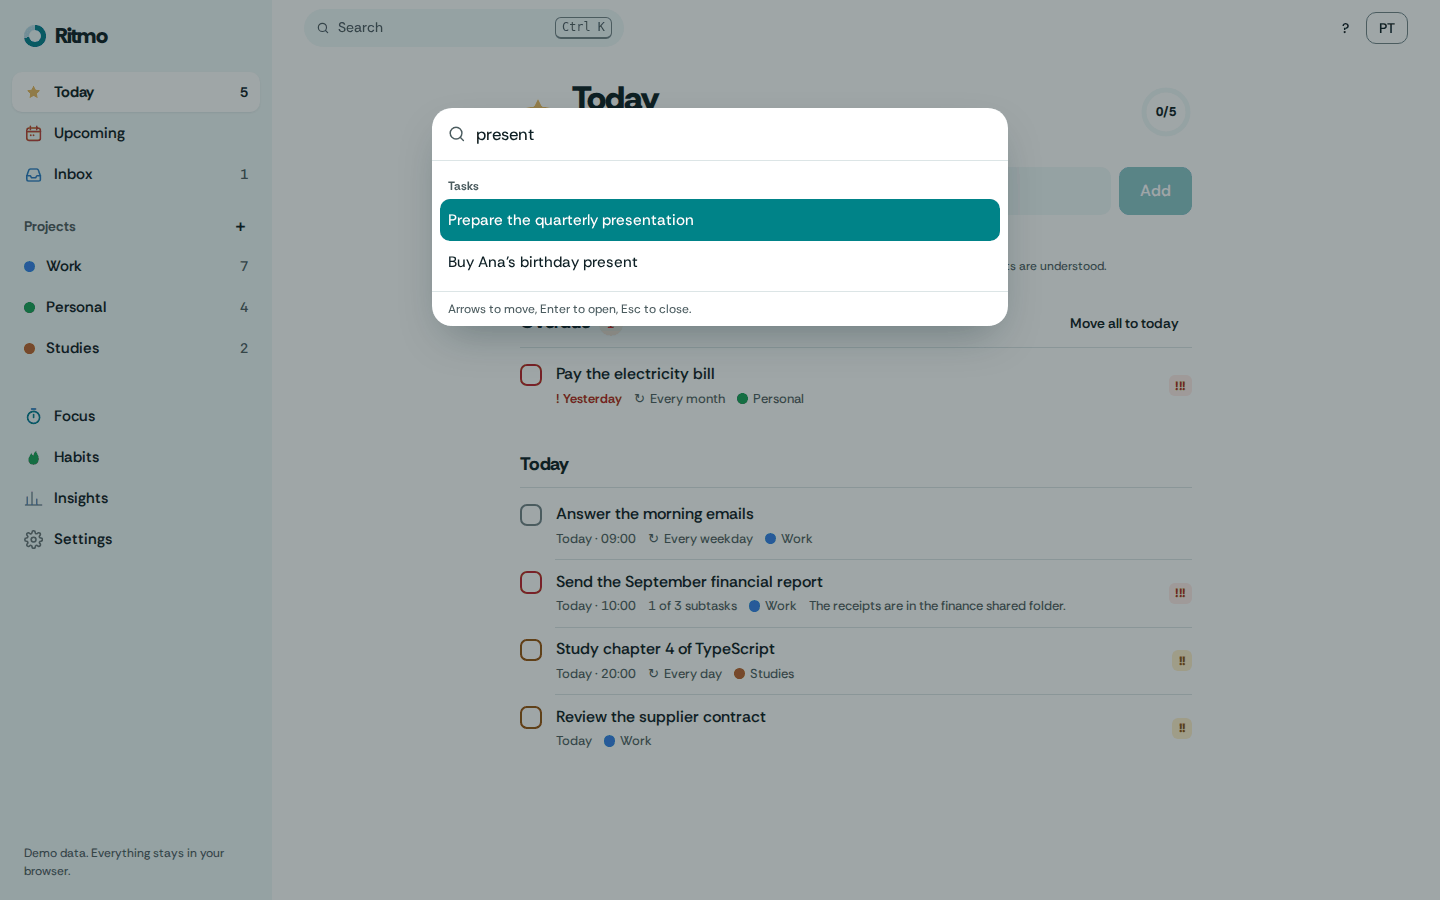 Ritmo
Search
Ctrl K
?
PT
Today
5
Upcoming
Inbox
1
Projects
+
Work
7
Personal
4
Studies
2
Focus
Habits
Insights
Settings
Demo data. Everything stays in your
browser.
Today
0/5
present
Tasks
Prepare the quarterly presentation
Buy Ana's birthday present
Arrows to move, Enter to open, Esc to close.
Add
are understood.
Move all to today
Pay the electricity bill
!!!
! Yesterday ↻ Every month Personal
Today
Answer the morning emails
Today · 09:00 ↻ Every weekday Work
Send the September financial report
!!!
Today · 10:00 1 of 3 subtasks Work The receipts are in the finance shared folder.
Study chapter 4 of TypeScript
!!
Today · 20:00 ↻ Every day Studies
Review the supplier contract
!!
Today Work